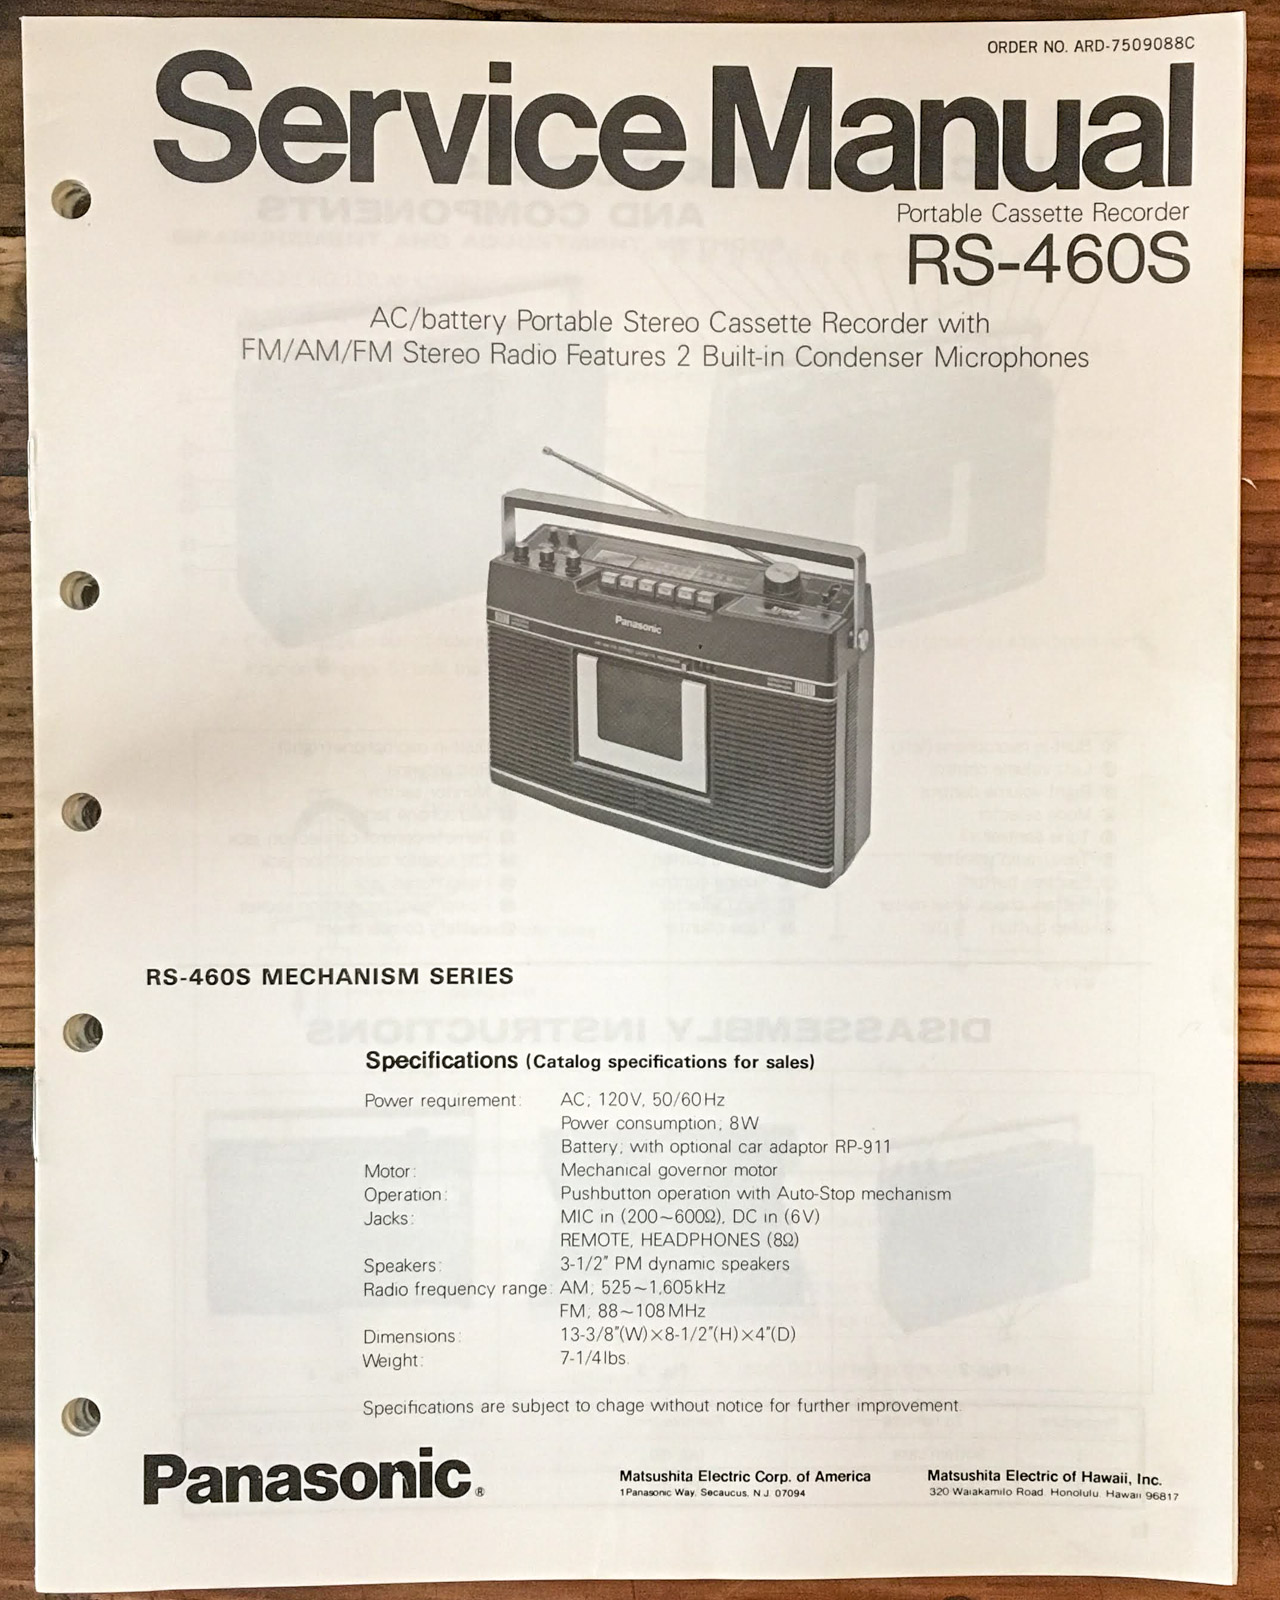 ORDER NO. ARD-7509088C
Service Manual
Portable Cassette Recorder
RS-460S
AC/battery Portable Stereo Cassette Recorder with
FM/AM/FM Stereo Radio Features 2 Built-in Condenser Microphones
Panasonic
RS-460S MECHANISM SERIES
Specifications (Catalog specifications for sales)
Power requirement: AC; 120V, 50/60Hz
Power consumption; 8W
Battery; with optional car adaptor RP-911
Motor: Mechanical governor motor
Operation: Pushbutton operation with Auto-Stop mechanism
Jacks: MIC in (200~600Ω), DC in (6V)
REMOTE, HEADPHONES (8Ω)
Speakers: 3-1/2" PM dynamic speakers
Radio frequency range: AM; 525~1,605kHz
FM; 88~108MHz
Dimensions: 13-3/8"(W)×8-1/2"(H)×4"(D)
Weight: 7-1/4lbs.
Specifications are subject to chage without notice for further improvement.
Panasonic®
Matsushita Electric Corp. of America
1 Panasonic Way, Secaucus, N.J. 07094
Matsushita Electric of Hawaii, Inc.
320 Waiakamilo Road, Honolulu, Hawaii 96817